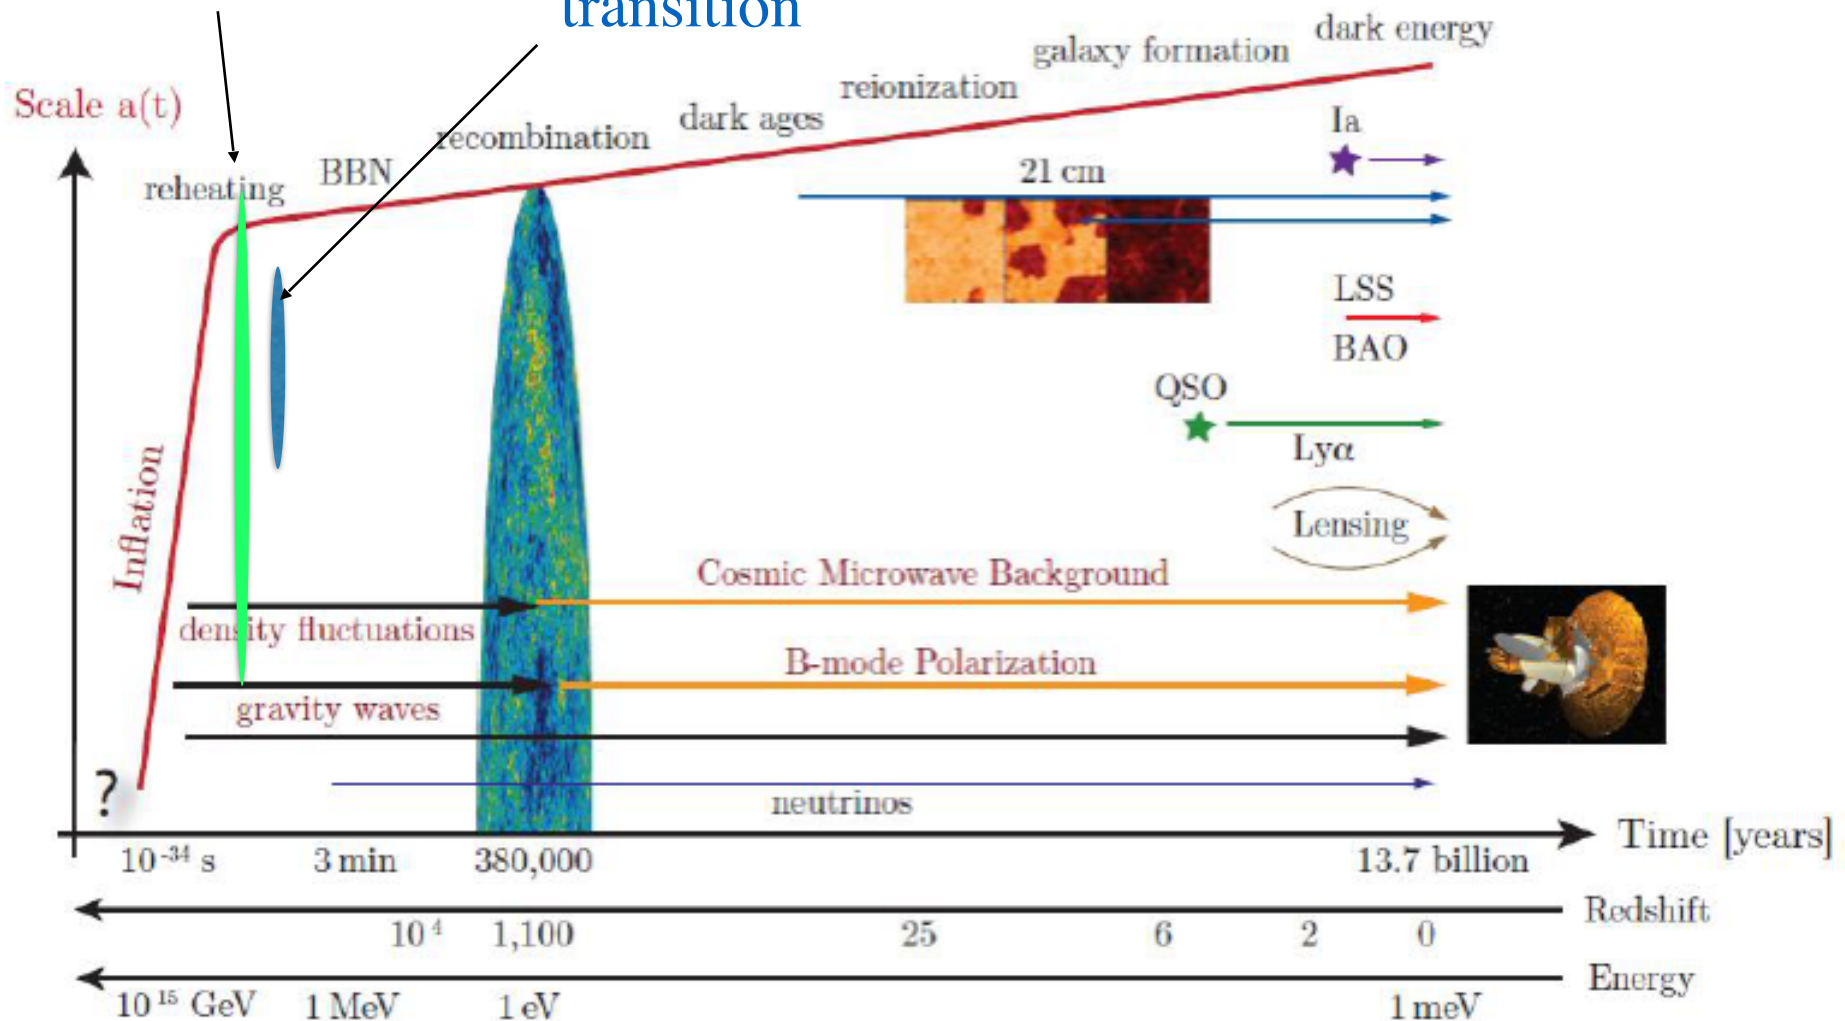 transition
dark energy
galaxy formation
reionization
Scale a(t)
dark ages
recombination
BBN
reheating
Ia
21 cm
LSS
BAO
QSO
Lyα
Inflation
Lensing
Cosmic Microwave Background
density fluctuations
B-mode Polarization
gravity waves
?
neutrinos
Time [years]
10⁻³⁴ s 3 min 380,000 13.7 billion
Redshift
10⁴ 1,100 25 6 2 0
Energy
10¹⁵ GeV 1 MeV 1 eV 1 meV